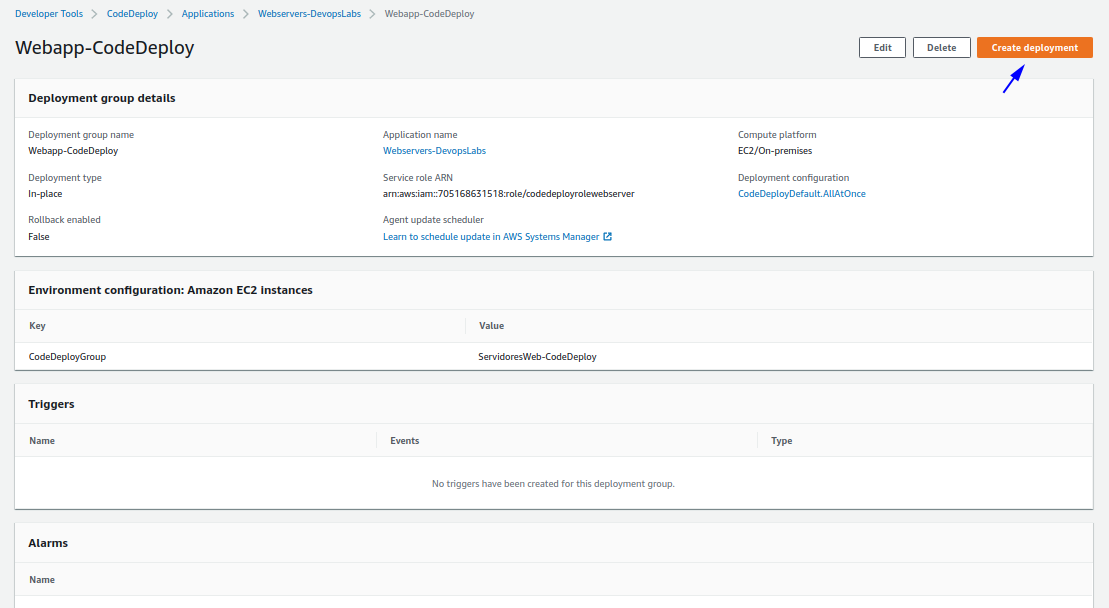 Developer Tools > CodeDeploy > Applications > Webservers-DevopsLabs > Webapp-CodeDeploy
Webapp-CodeDeploy
Edit Delete Create deployment
Deployment group details
Deployment group name Application name Compute platform
Webapp-CodeDeploy Webservers-DevopsLabs EC2/On-premises
Deployment type Service role ARN Deployment configuration
In-place arn:aws:iam::705168631518:role/codedeployrolewebserver CodeDeployDefault.AllAtOnce
Rollback enabled Agent update scheduler
False Learn to schedule update in AWS Systems Manager
Environment configuration: Amazon EC2 instances
Key Value
CodeDeployGroup ServidoresWeb-CodeDeploy
Triggers
Name Events Type
No triggers have been created for this deployment group.
Alarms
Name